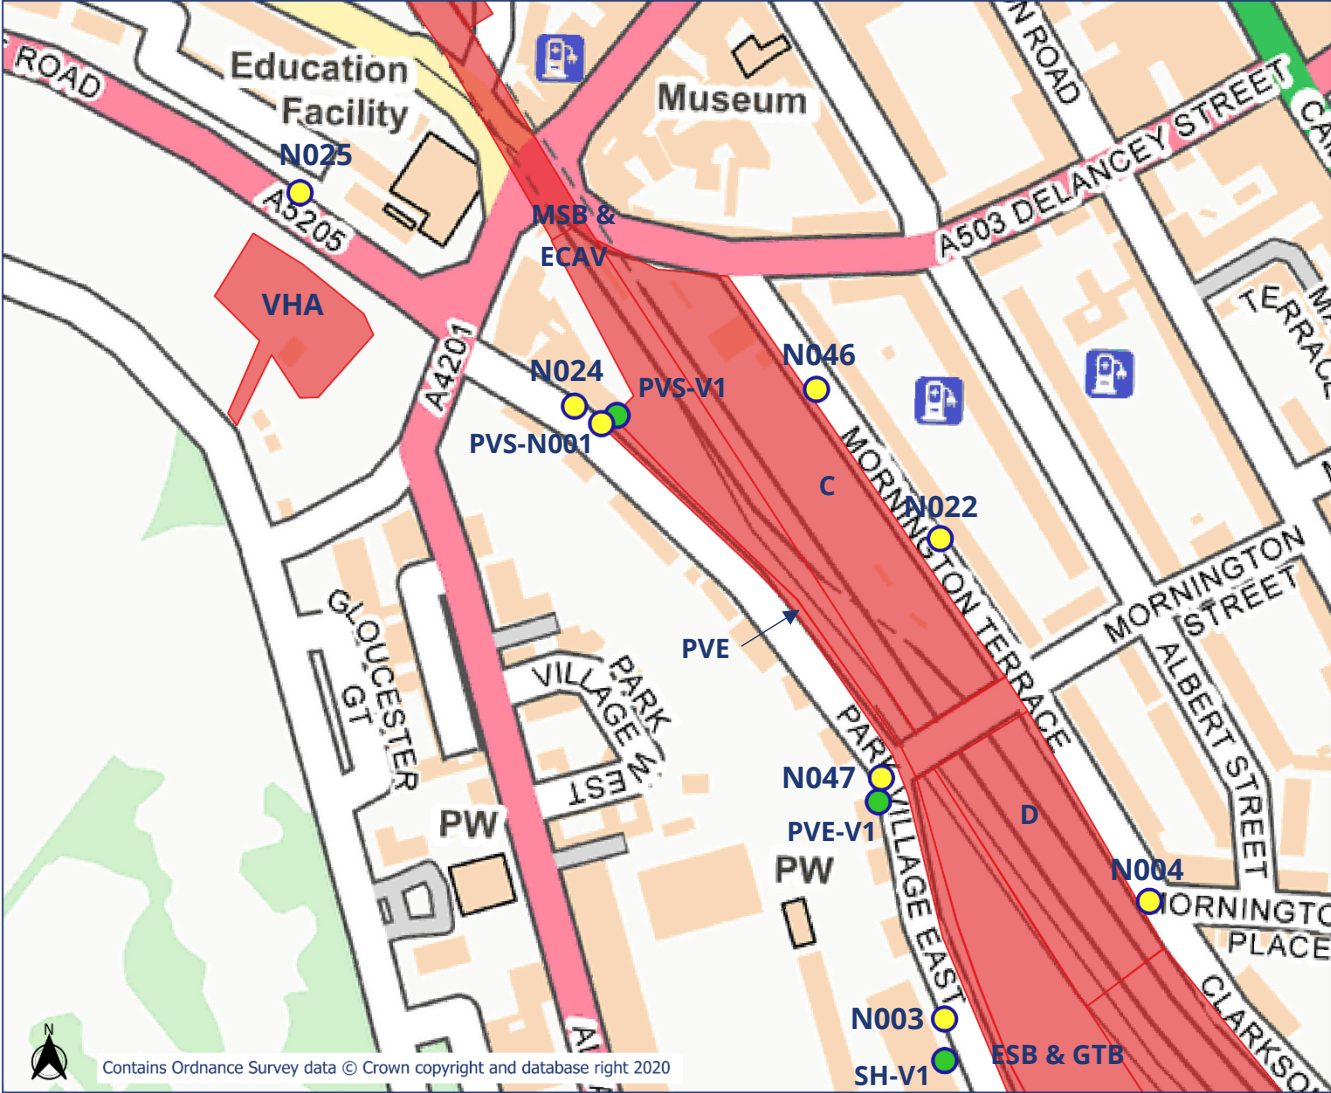 ROAD
Education
Facility
Museum
N025
A5205
MSB &
ECAV
VHA
A503 DELANCEY STREET
N ROAD
TERRACE
A4201
N024
N046
PVS-V1
PVS-N001
C
N022
MORNINGTON TERRACE
MORNINGTON
STREET
ALBERT STREET
PVE
GLOUCESTER
GT
PARK
VILLAGE WEST
PARK VILLAGE EAST
N047
PVE-V1
D
PW
PW
N004
MORNINGTO
PLACE
N003
SH-V1
ESB & GTB
CLARKSO
N
Contains Ordnance Survey data © Crown copyright and database right 2020